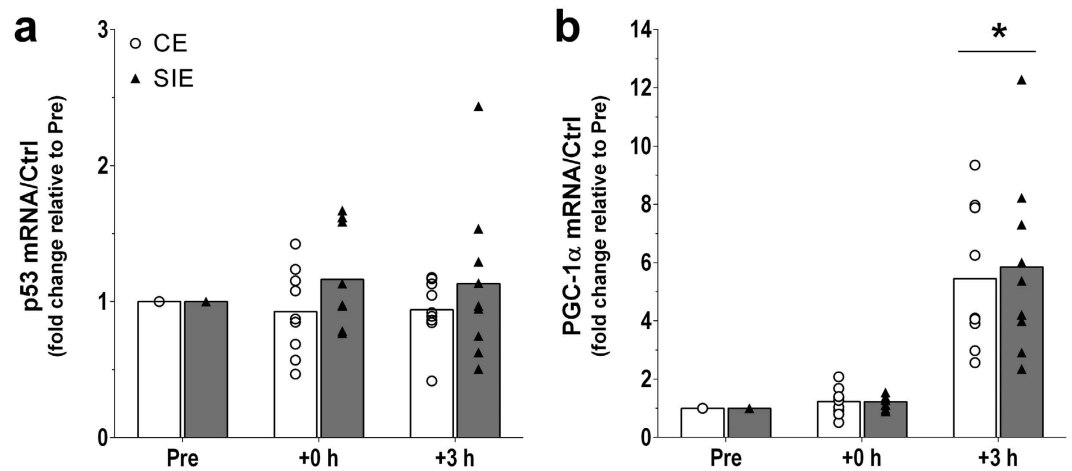 a
CE
SIE
p53 mRNA/Ctrl
(fold change relative to Pre)
3
2
1
0
Pre
+0 h
+3 h
b
*
PGC-1α mRNA/Ctrl
(fold change relative to Pre)
14
12
10
8
6
4
2
0
Pre
+0 h
+3 h